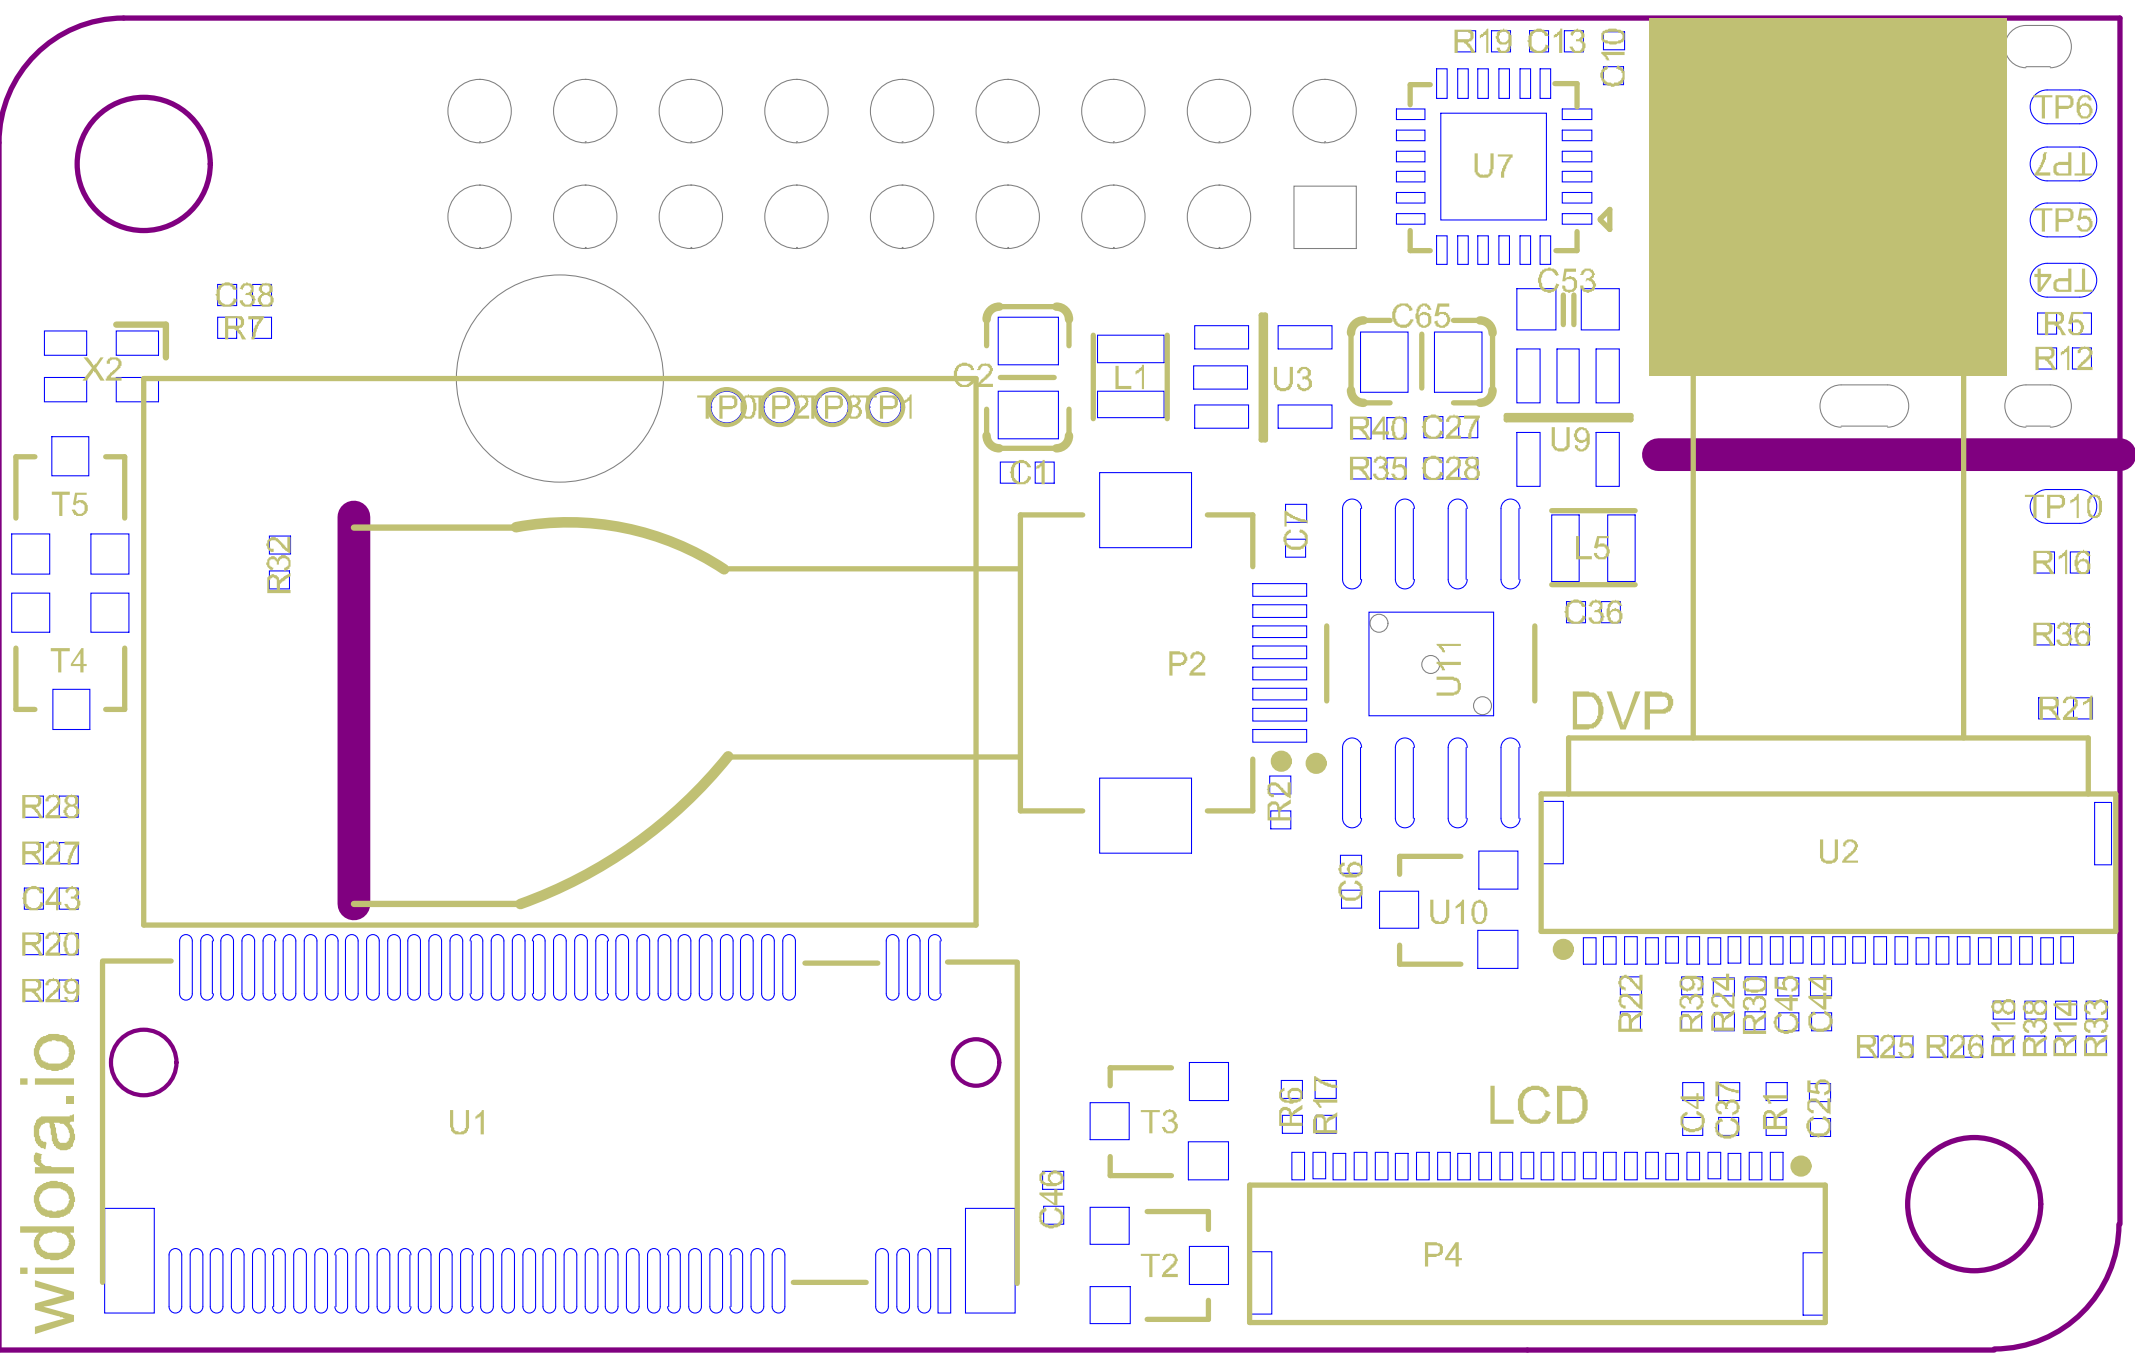 R19 C13 C10
TP6
TP7
TP5
TP4
U7
C53
C65
C38
R7
X2
R5
R12
C2
L1
U3
TP0 TP2 TP3 TP1
R40 C27
R35 C28
U9
C1
T5
C7
TP10
L5
R16
R32
C36
R36
T4
P2
U11
DVP
R21
R28
R2
R27
U2
C43
C6
U10
R20
R29
R22 R39 R24 R30 C45 C44
R18 R38 R14 R33
R25 R26
widora.io
U1
T3
R6 R17
LCD
C4 C37 R1 C25
C46
T2
P4